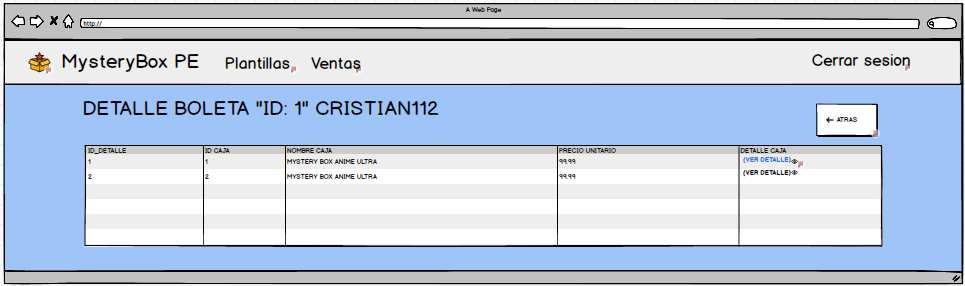 A Web Page
http://
MysteryBox PE Plantillas Ventas Cerrar sesion
DETALLE BOLETA "ID: 1" CRISTIAN112
ATRAS
ID_DETALLE ID CAJA NOMBRE CAJA PRECIO UNITARIO DETALLE CAJA
1 1 MYSTERY BOX ANIME ULTRA 99.99 (VER DETALLE)
2 2 MYSTERY BOX ANIME ULTRA 99.99 (VER DETALLE)